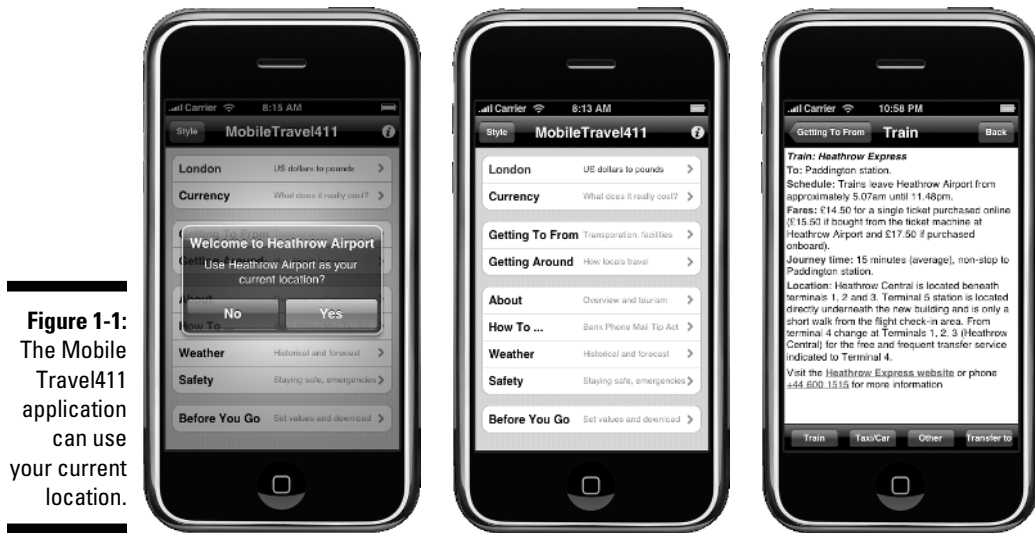 Figure 1-1:
The Mobile
Travel411
application
can use
your current
location.
Carrier 8:15 AM
Style MobileTravel411
London US dollars to pounds
Currency What does it really cost?
Getting To From
Getting Around
Welcome to Heathrow Airport
Use Heathrow Airport as your
current location?
No Yes
About
How To ...
Weather Historical and forecast
Safety Staying safe, emergencies
Before You Go Set values and download
Carrier 8:13 AM
Style MobileTravel411
London US dollars to pounds
Currency What does it really cost?
Getting To From Transporation, facilities
Getting Around How locals travel
About Overview and tourism
How To ... Bank Phone Mail Tip Act
Weather Historical and forecast
Safety Staying safe, emergencies
Before You Go Set values and download
Carrier 10:58 PM
Getting To From Train Back
Train: Heathrow Express
To: Paddington station.
Schedule: Trains leave Heathrow Airport from
approximately 5.07am until 11.48pm.
Fares: £14.50 for a single ticket purchased online
(£15.50 if bought from the ticket machine at
Heathrow Airport and £17.50 if purchased
onboard).
Journey time: 15 minutes (average), non-stop to
Paddington station.
Location: Heathrow Central is located beneath
terminals 1, 2 and 3. Terminal 5 station is located
directly underneath the new building and is only a
short walk from the flight check-in area. From
terminal 4 change at Terminals 1, 2, 3 (Heathrow
Central) for the free and frequent transfer service
indicated to Terminal 4.
Visit the Heathrow Express website or phone
+44 600 1515 for more information
Train Taxi/Car Other Transfer to